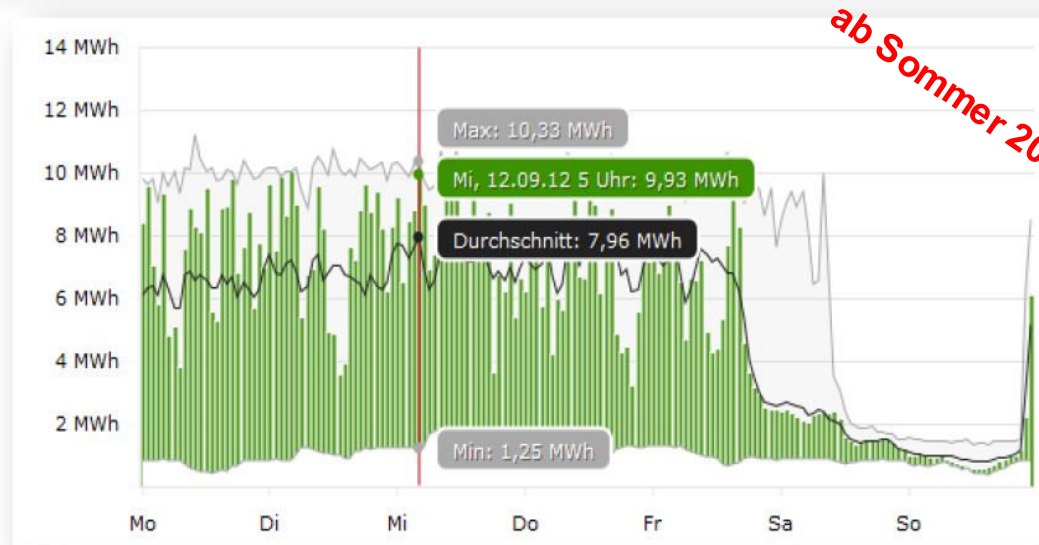 ab Sommer 20
14 MWh
12 MWh
10 MWh
8 MWh
6 MWh
4 MWh
2 MWh
Max: 10,33 MWh
Mi, 12.09.12 5 Uhr: 9,93 MWh
Durchschnitt: 7,96 MWh
Min: 1,25 MWh
Mo Di Mi Do Fr Sa So